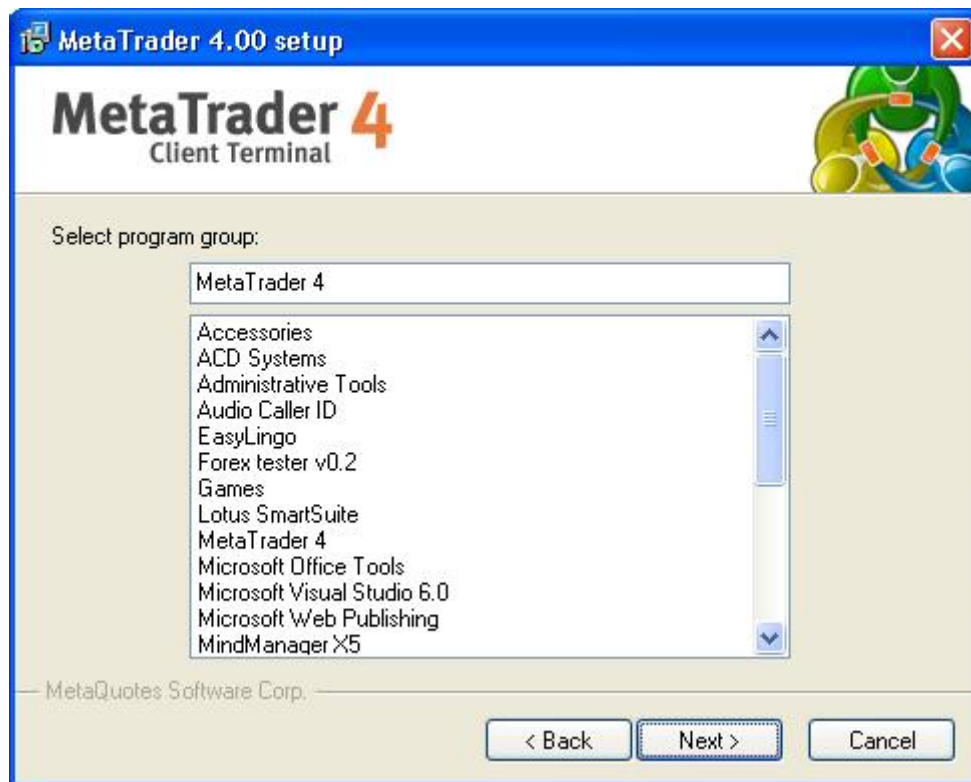 MetaTrader 4.00 setup
MetaTrader 4
Client Terminal
Select program group:
MetaTrader 4
Accessories
ACD Systems
Administrative Tools
Audio Caller ID
EasyLingo
Forex tester v0.2
Games
Lotus SmartSuite
MetaTrader 4
Microsoft Office Tools
Microsoft Visual Studio 6.0
Microsoft Web Publishing
MindManager X5
MetaQuotes Software Corp.
< Back Next > Cancel